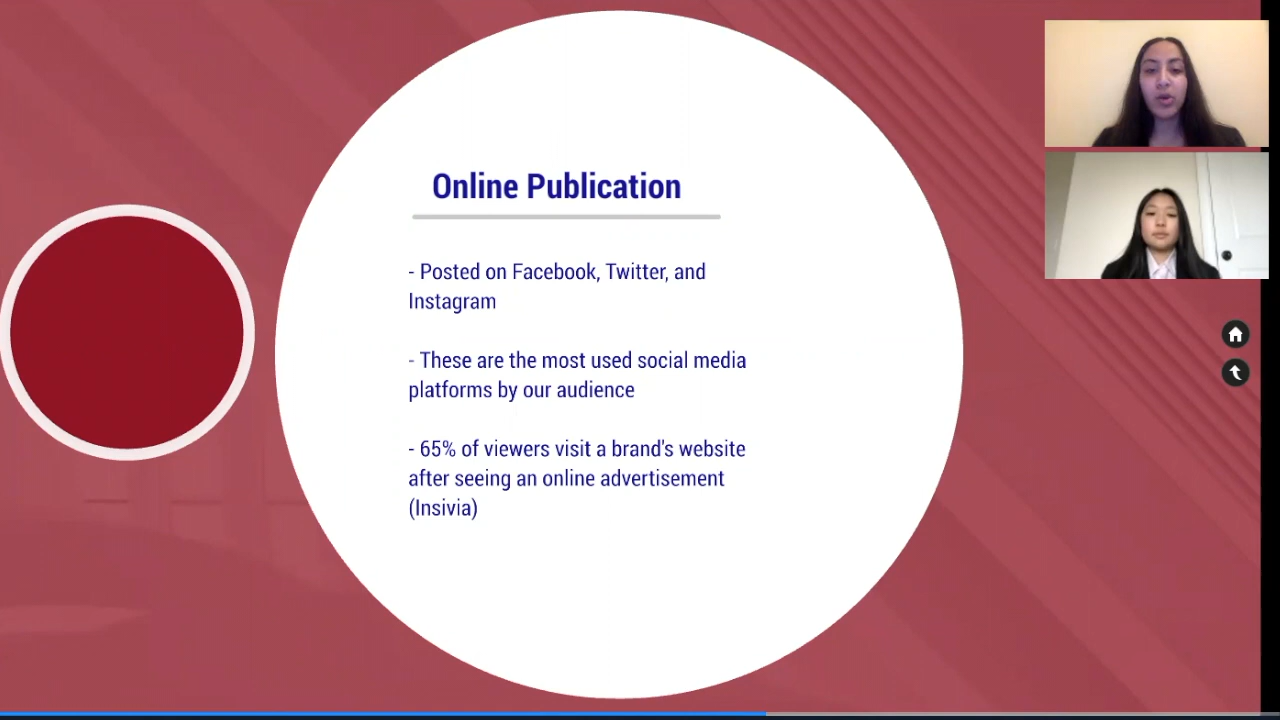 Online Publication
- Posted on Facebook, Twitter, and
Instagram
- These are the most used social media
platforms by our audience
- 65% of viewers visit a brand's website
after seeing an online advertisement
(Insivia)